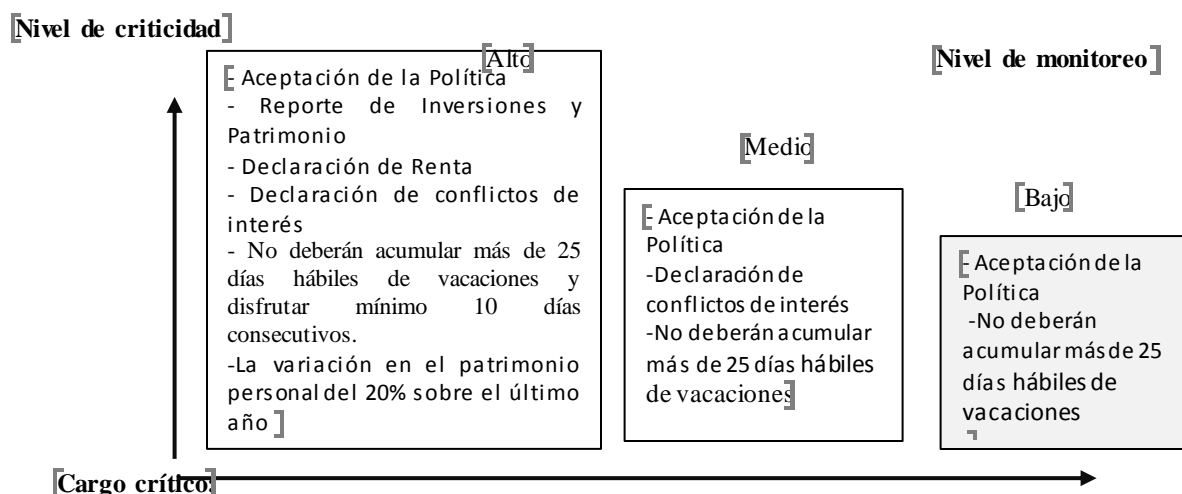 Nivel de criticidad
Alto
- Aceptación de la Política
- Reporte de Inversiones y
Patrimonio
- Declaración de Renta
- Declaración de conflictos de
interés
- No deberán acumular más de 25
días hábiles de vacaciones y
disfrutar mínimo 10 días
consecutivos.
-La variación en el patrimonio
personal del 20% sobre el último
año
Nivel de monitoreo
Medio
- Aceptación de la
Política
-Declaración de
conflictos de interés
-No deberán acumular
más de 25 días hábiles
de vacaciones
Bajo
- Aceptación de la
Política
-No deberán
acumular más de 25
días hábiles de
vacaciones
Cargo críticos